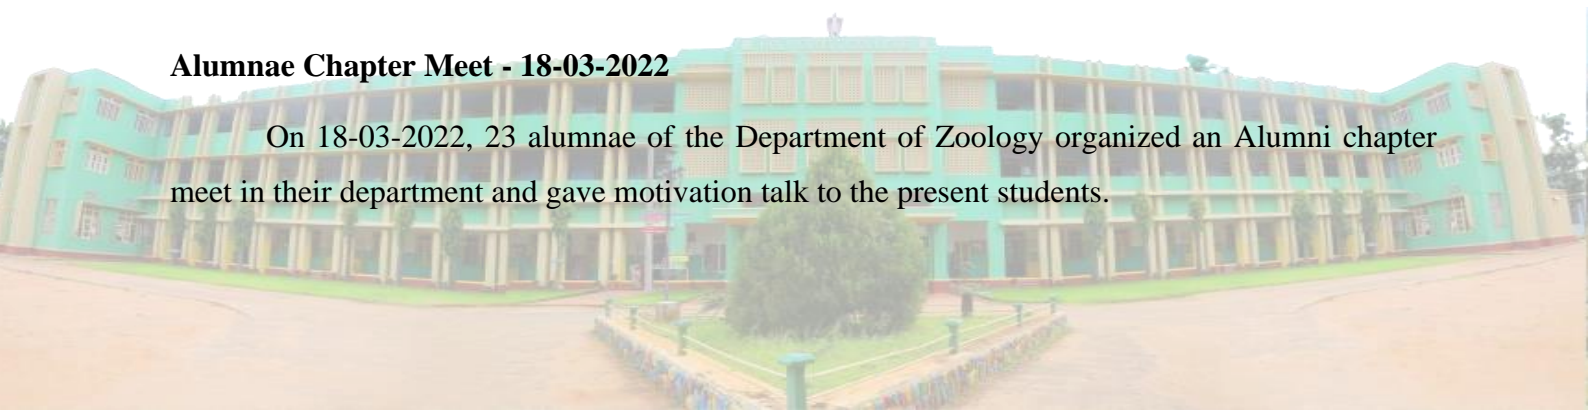 Alumnae Chapter Meet - 18-03-2022
On 18-03-2022, 23 alumnae of the Department of Zoology organized an Alumni chapter
meet in their department and gave motivation talk to the present students.